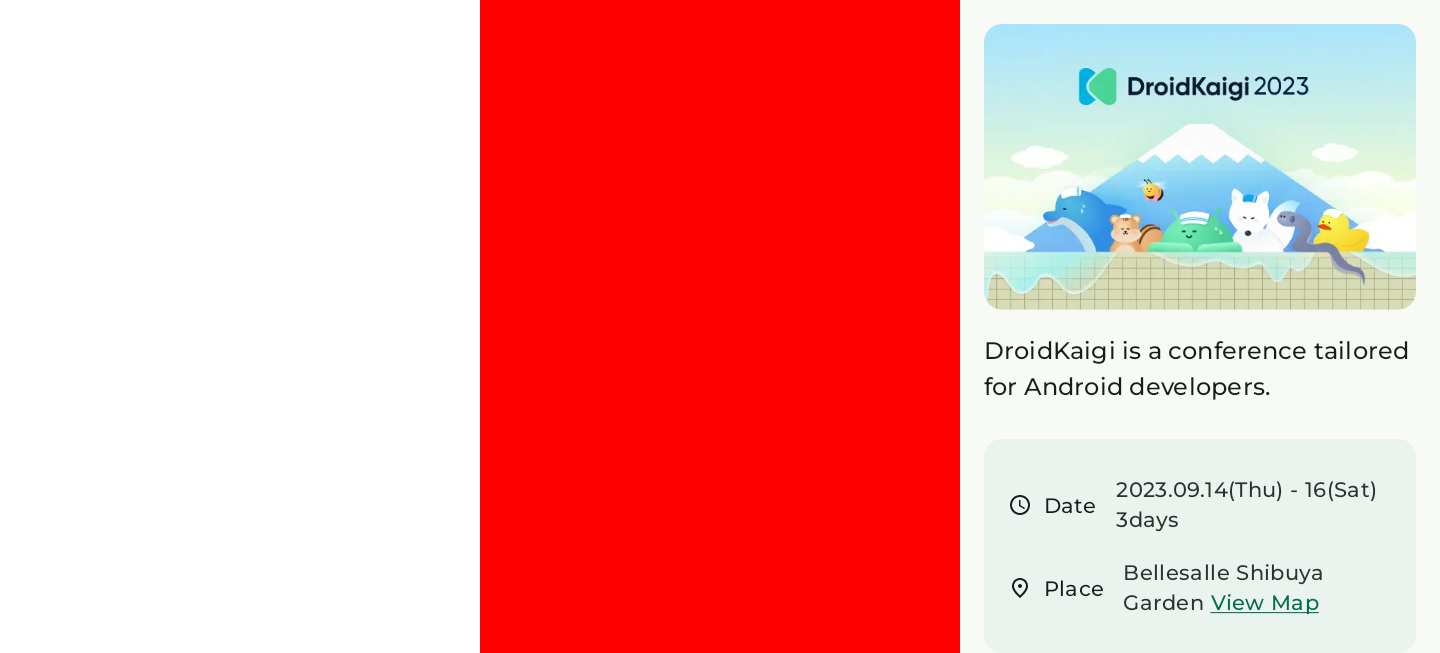 DroidKaigi 2023
DroidKaigi is a conference tailored
for Android developers.
Date
2023.09.14(Thu) - 16(Sat)
3days
Place
Bellesalle Shibuya
Garden View Map